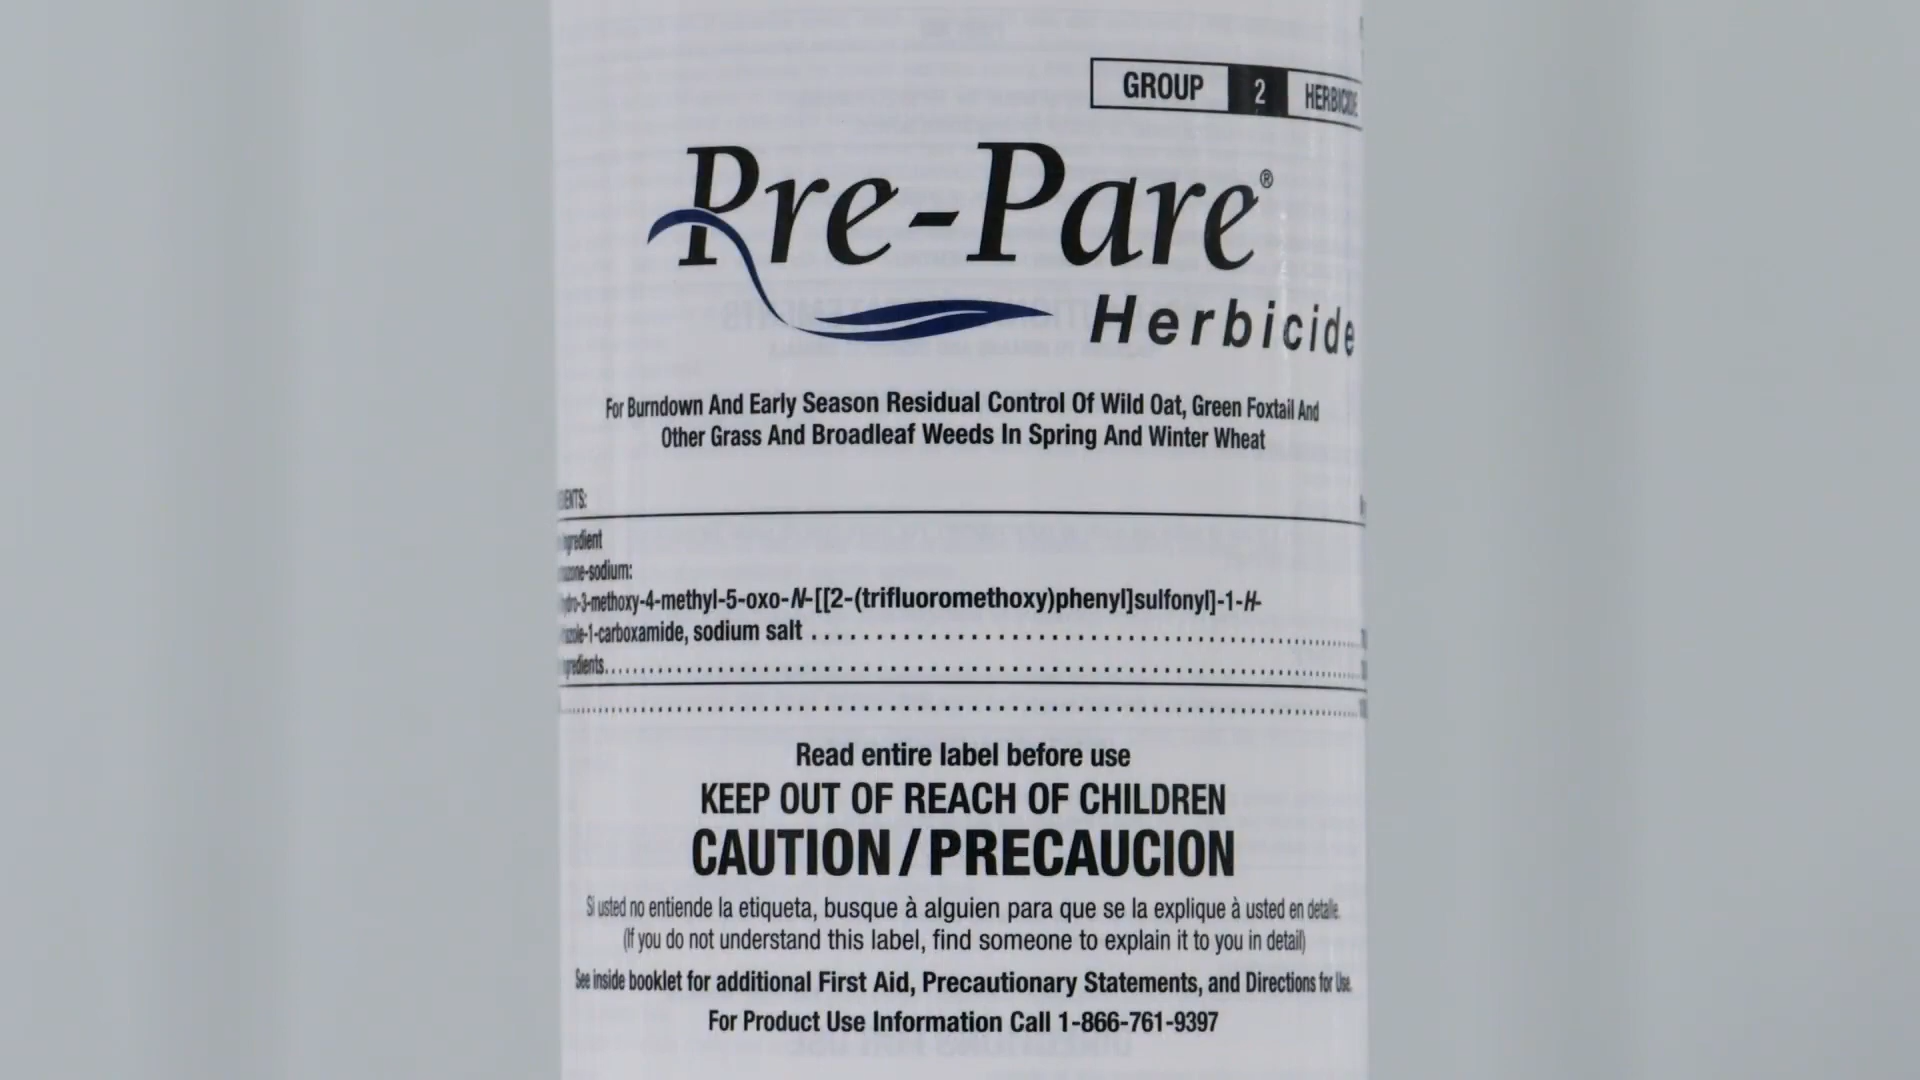 GROUP 2 HERBICIDE
Pre-Pare®
Herbicide
For Burndown And Early Season Residual Control Of Wild Oat, Green Foxtail And
Other Grass And Broadleaf Weeds In Spring And Winter Wheat
-3-methoxy-4-methyl-5-oxo-N-[[2-(trifluoromethoxy)phenyl]sulfonyl]-1-H-
-1-carboxamide, sodium salt
Read entire label before use
KEEP OUT OF REACH OF CHILDREN
CAUTION / PRECAUCION
Si usted no entiende la etiqueta, busque à alguien para que se la explique à usted en detalle.
(If you do not understand this label, find someone to explain it to you in detail)
See inside booklet for additional First Aid, Precautionary Statements, and Directions for Use.
For Product Use Information Call 1-866-761-9397